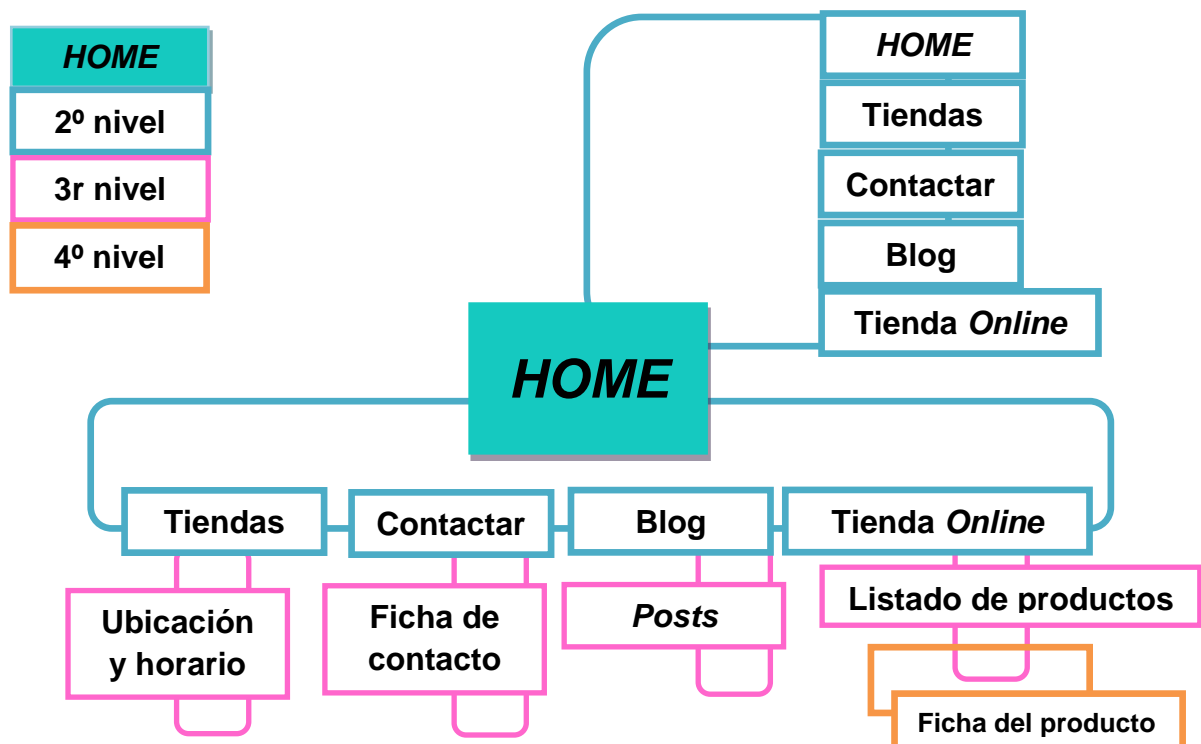 HOME
2º nivel
3r nivel
4º nivel
HOME
Tiendas
Contactar
Blog
Tienda Online
HOME
Tiendas
Contactar
Blog
Tienda Online
Ubicación
y horario
Ficha de
contacto
Posts
Listado de productos
Ficha del producto